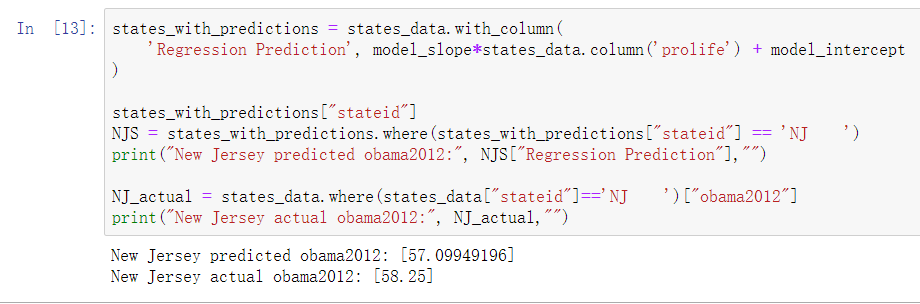 In [13]: states_with_predictions = states_data.with_column(
    'Regression Prediction', model_slope*states_data.column('prolife') + model_intercept
)
states_with_predictions["stateid"]
NJS = states_with_predictions.where(states_with_predictions["stateid"] == 'NJ    ')
print("New Jersey predicted obama2012:", NJS["Regression Prediction"],"")
NJ_actual = states_data.where(states_data["stateid"]=='NJ    ')["obama2012"]
print("New Jersey actual obama2012:", NJ_actual,"")
New Jersey predicted obama2012: [57.09949196]
New Jersey actual obama2012: [58.25]